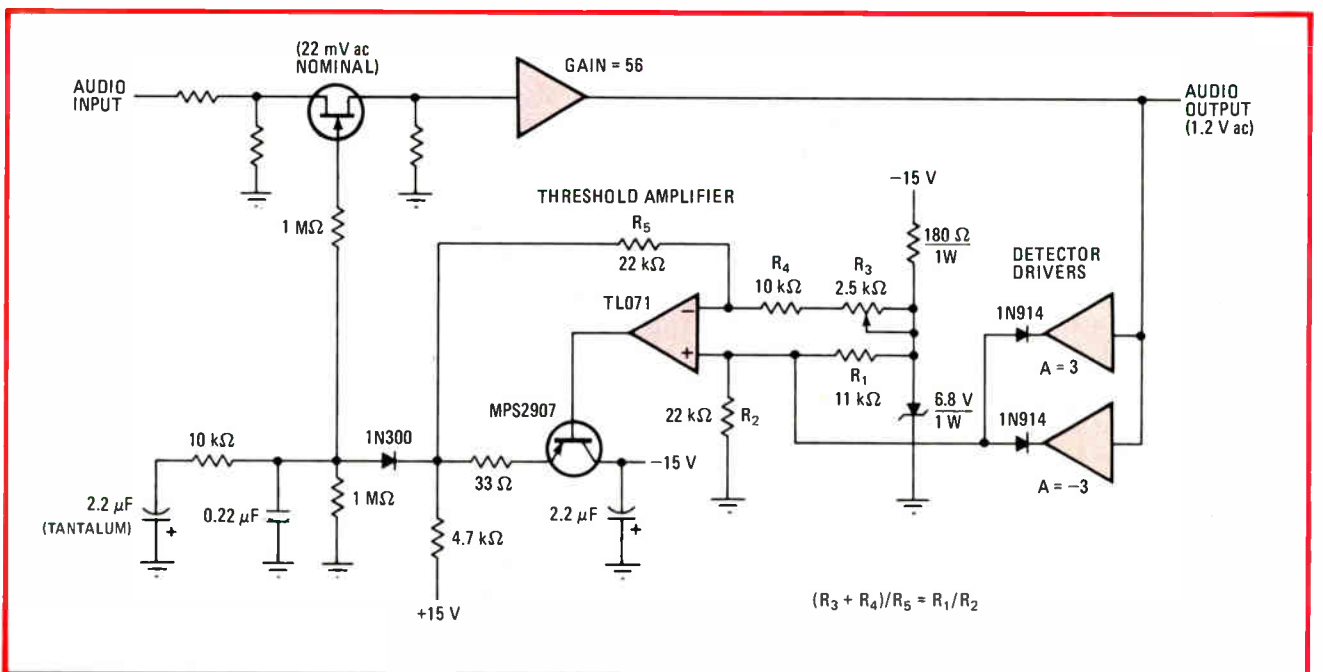 (22 mV ac
NOMINAL)
GAIN = 56
AUDIO
INPUT
AUDIO
OUTPUT
(1.2 V ac)
−15 V
THRESHOLD AMPLIFIER
1 MΩ
R5
22 kΩ
180 Ω
1W
R4
10 kΩ
R3
2.5 kΩ
DETECTOR
DRIVERS
TL071
−
+
1N914
A = 3
R1
11 kΩ
MPS2907
22 kΩ
R2
6.8 V
1 W
1N914
10 kΩ
1N300
−15 V
33 Ω
A = −3
2.2 µF
(TANTALUM)
+
0.22 µF
1 MΩ
2.2 µF
+
4.7 kΩ
+15 V
(R3 + R4)/R5 = R1/R2